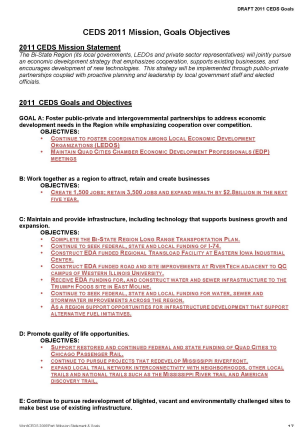 DRAFT 2011 CEDS Goals
CEDS 2011 Mission, Goals Objectives
2011 CEDS Mission Statement
The Bi-State Region (its local governments, LEDOs and private sector representatives) will jointly pursue
an economic development strategy that emphasizes cooperation, supports existing businesses, and
encourages development of new technologies. This strategy will be implemented through public-private
partnerships coupled with proactive planning and leadership by local government staff and elected
officials.
2011 CEDS Goals and Objectives
GOAL A: Foster public-private and intergovernmental partnerships to address economic
development needs in the Region while emphasizing cooperation over competition.
OBJECTIVES:
• CONTINUE TO FOSTER COORDINATION AMONG LOCAL ECONOMIC DEVELOPMENT
ORGANIZATIONS (LEDOS)
• MAINTAIN QUAD CITIES CHAMBER ECONOMIC DEVELOPMENT PROFESSIONALS (EDP)
MEETINGS
B: Work together as a region to attract, retain and create businesses
OBJECTIVES:
• CREATE 1,500 JOBS; RETAIN 3,500 JOBS AND EXPAND WEALTH BY $2.8BILLION IN THE NEXT
FIVE YEAR.
C: Maintain and provide infrastructure, including technology that supports business growth and
expansion.
OBJECTIVES:
• COMPLETE THE BI-STATE REGION LONG RANGE TRANSPORTATION PLAN.
• CONTINUE TO SEEK FEDERAL, STATE AND LOCAL FUNDING OF I-74.
• CONSTRUCT EDA FUNDED REGIONAL TRANSLOAD FACILITY AT EASTERN IOWA INDUSTRIAL
CENTER.
• CONSTRUCT EDA FUNDED ROAD AND SITE IMPROVEMENTS AT RIVERTECH ADJACENT TO QC
CAMPUS OF WESTERN ILLINOIS UNIVERSITY.
• RECEIVE EDA FUNDING FOR, AND CONSTRUCT WATER AND SEWER INFRASTRUCTURE TO THE
TRIUMPH FOODS SITE IN EAST MOLINE.
• CONTINUE TO SEEK FEDERAL, STATE AND LOCAL FUNDING FOR WATER, SEWER AND
STORMWATER IMPROVEMENTS ACROSS THE REGION.
• AS A REGION SUPPORT OPPORTUNITIES FOR INFRASTRUCTURE DEVELOPMENT THAT SUPPORT
ALTERNATIVE FUEL INITIATIVES.
D: Promote quality of life opportunities.
OBJECTIVES:
• SUPPORT RESTORED AND CONTINUED FEDERAL AND STATE FUNDING OF QUAD CITIES TO
CHICAGO PASSENGER RAIL.
• CONTINUE TO PURSUE PROJECTS THAT REDEVELOP MISSISSIPPI RIVERFRONT.
• EXPAND LOCAL TRAIL NETWORK INTERCONNECTIVITY WITH NEIGHBORHOODS, OTHER LOCAL
TRAILS AND NATIONAL TRAILS SUCH AS THE MISSISSIPPI RIVER TRAIL AND AMERICAN
DISCOVERY TRAIL.
E: Continue to pursue redevelopment of blighted, vacant and environmentally challenged sites to
make best use of existing infrastructure.